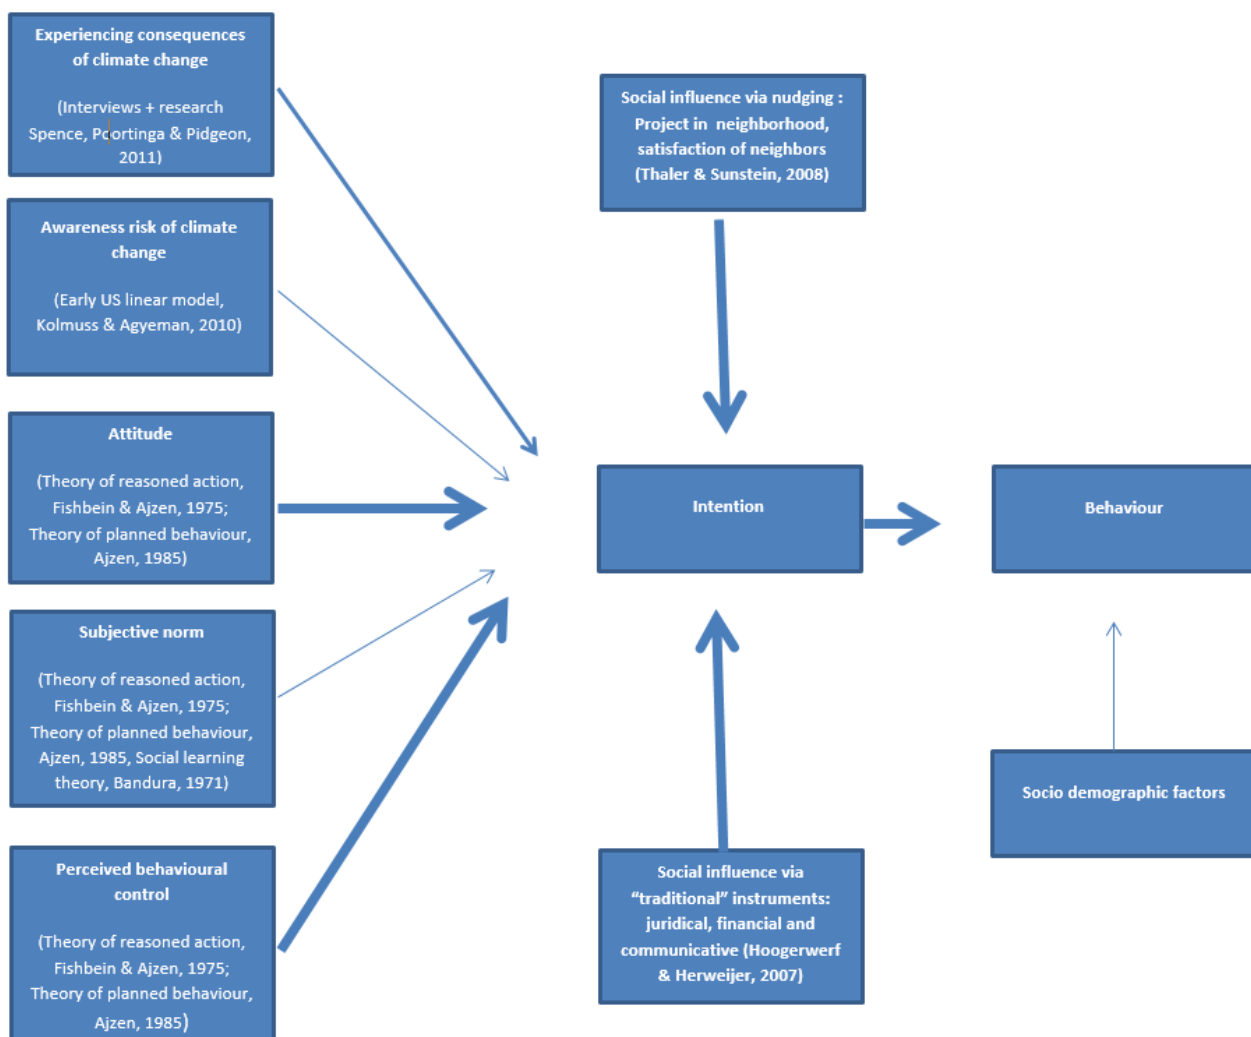 Experiencing consequences
of climate change
(Interviews + research
Spence, Poortinga & Pidgeon,
2011)
Awareness risk of climate
change
(Early US linear model,
Kolmuss & Agyeman, 2010)
Attitude
(Theory of reasoned action,
Fishbein & Ajzen, 1975;
Theory of planned behaviour,
Ajzen, 1985)
Subjective norm
(Theory of reasoned action,
Fishbein & Ajzen, 1975;
Theory of planned behaviour,
Ajzen, 1985, Social learning
theory, Bandura, 1971)
Perceived behavioural
control
(Theory of reasoned action,
Fishbein & Ajzen, 1975;
Theory of planned behaviour,
Ajzen, 1985)
Social influence via nudging :
Project in neighborhood,
satisfaction of neighbors
(Thaler & Sunstein, 2008)
Intention
Social influence via
“traditional” instruments:
juridical, financial and
communicative (Hoogerwerf
& Herweijer, 2007)
Behaviour
Socio demographic factors